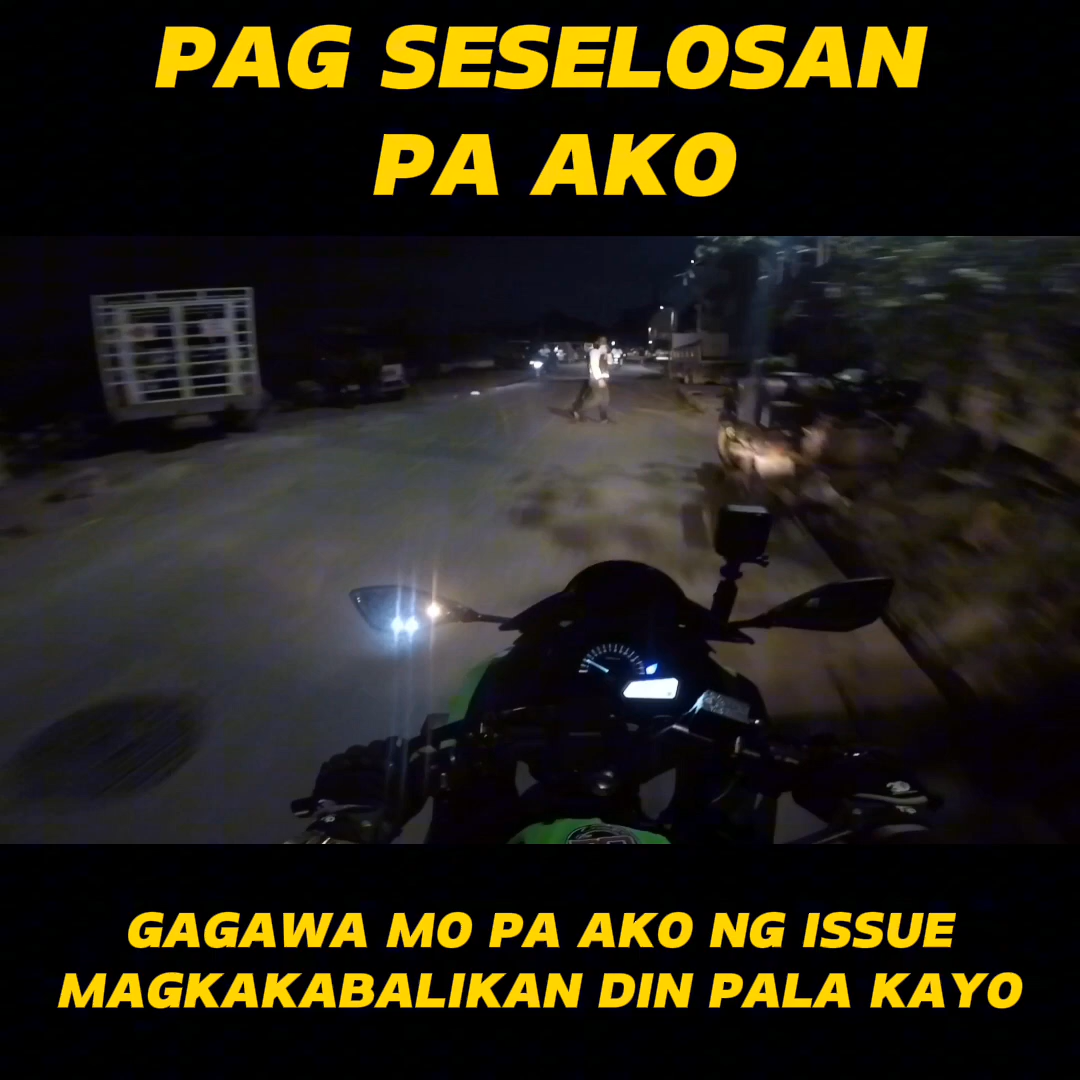 PAG SESELOSAN
PA AKO
GAGAWA MO PA AKO NG ISSUE
MAGKAKABALIKAN DIN PALA KAYO